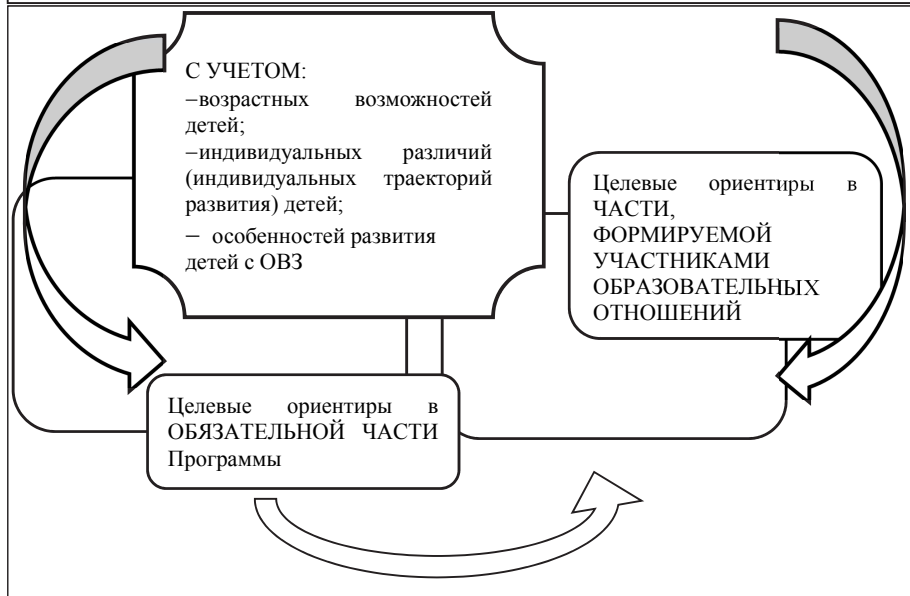 С УЧЕТОМ:
–возрастных возможностей
детей;
–индивидуальных различий
(индивидуальных траекторий
развития) детей;
– особенностей развития
детей с ОВЗ
Целевые ориентиры в
ЧАСТИ,
ФОРМИРУЕМОЙ
УЧАСТНИКАМИ
ОБРАЗОВАТЕЛЬНЫХ
ОТНОШЕНИЙ
Целевые ориентиры в
ОБЯЗАТЕЛЬНОЙ ЧАСТИ
Программы